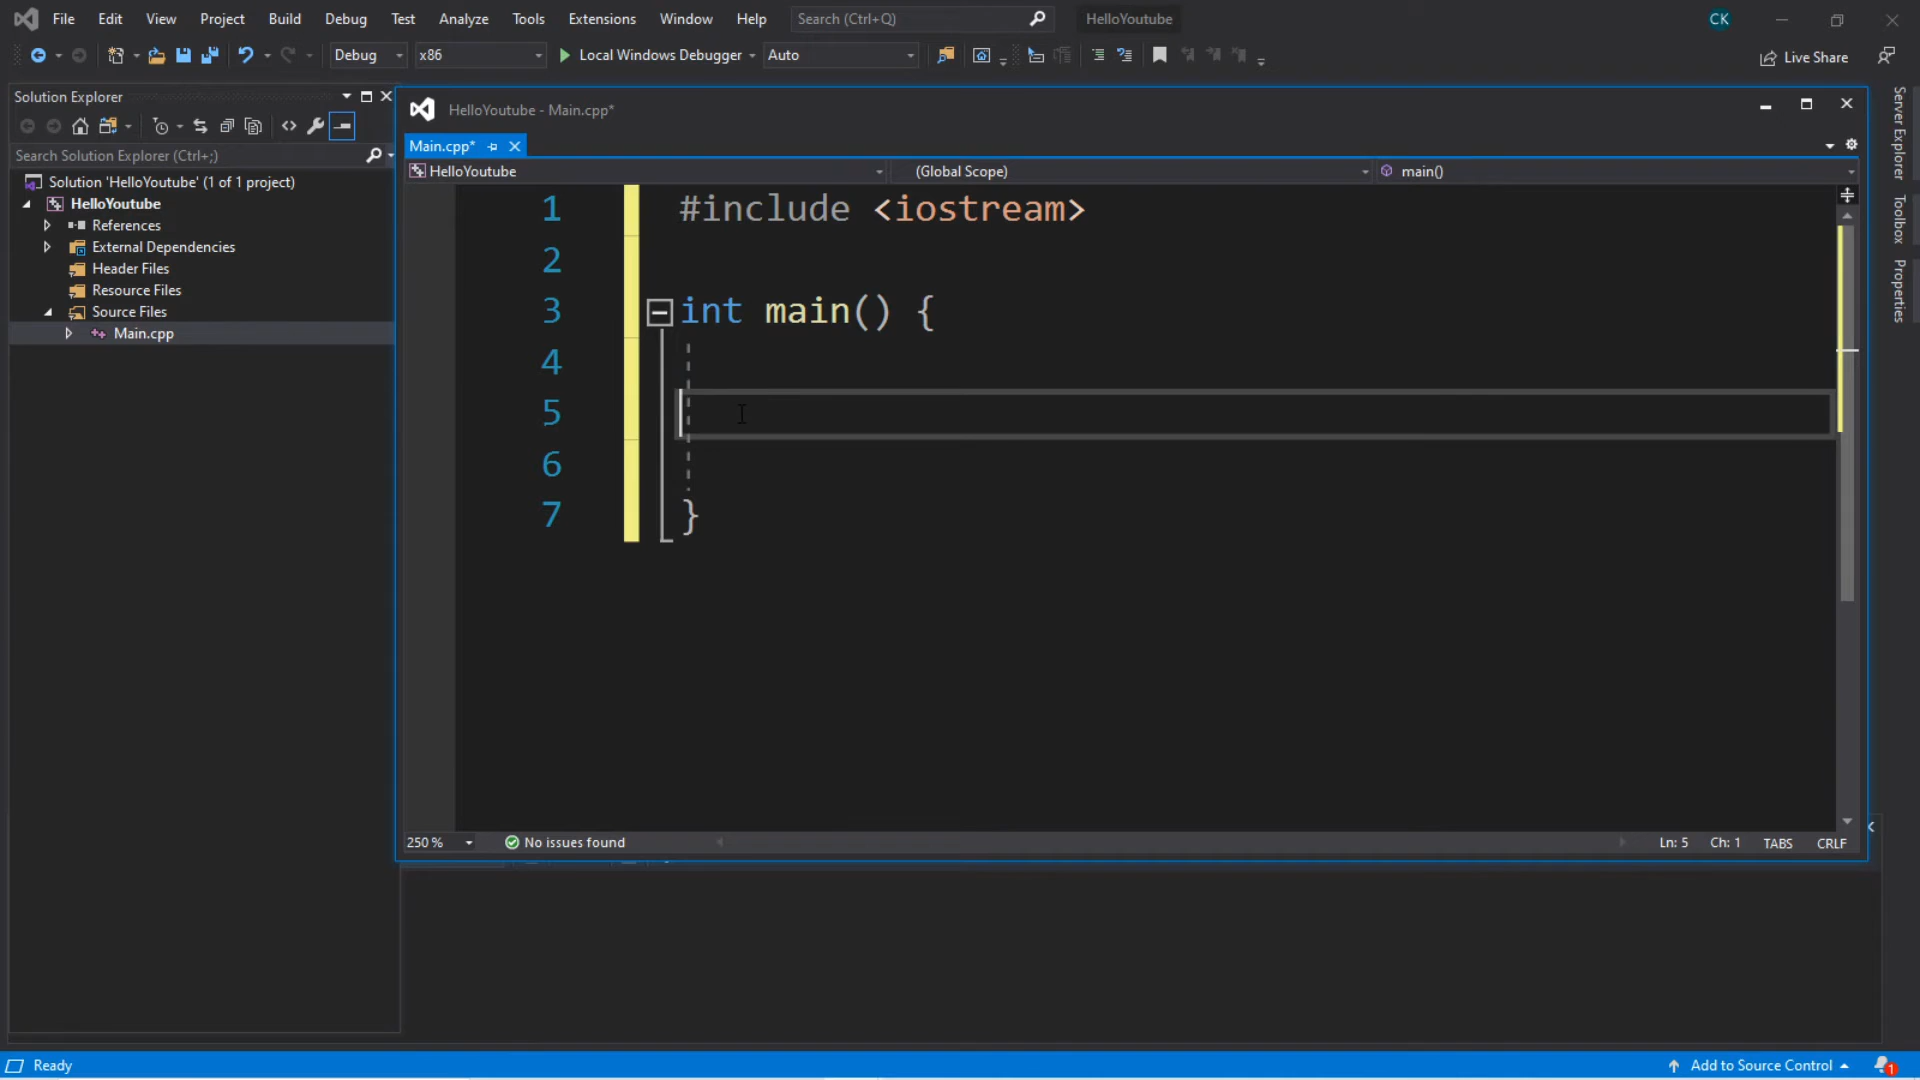 File Edit View Project Build Debug Test Analyze Tools Extensions Window Help Search (Ctrl+Q) HelloYoutube CK
Debug x86 Local Windows Debugger Auto Live Share
Solution Explorer
Search Solution Explorer (Ctrl+;)
Solution 'HelloYoutube' (1 of 1 project)
HelloYoutube
References
External Dependencies
Header Files
Resource Files
Source Files
Main.cpp
HelloYoutube - Main.cpp*
Main.cpp*
HelloYoutube (Global Scope) main()
1 #include <iostream>
2
3 int main() {
4
5
6
7 }
250 % No issues found Ln: 5 Ch: 1 TABS CRLF
Server Explorer
Toolbox
Properties
Ready Add to Source Control 1